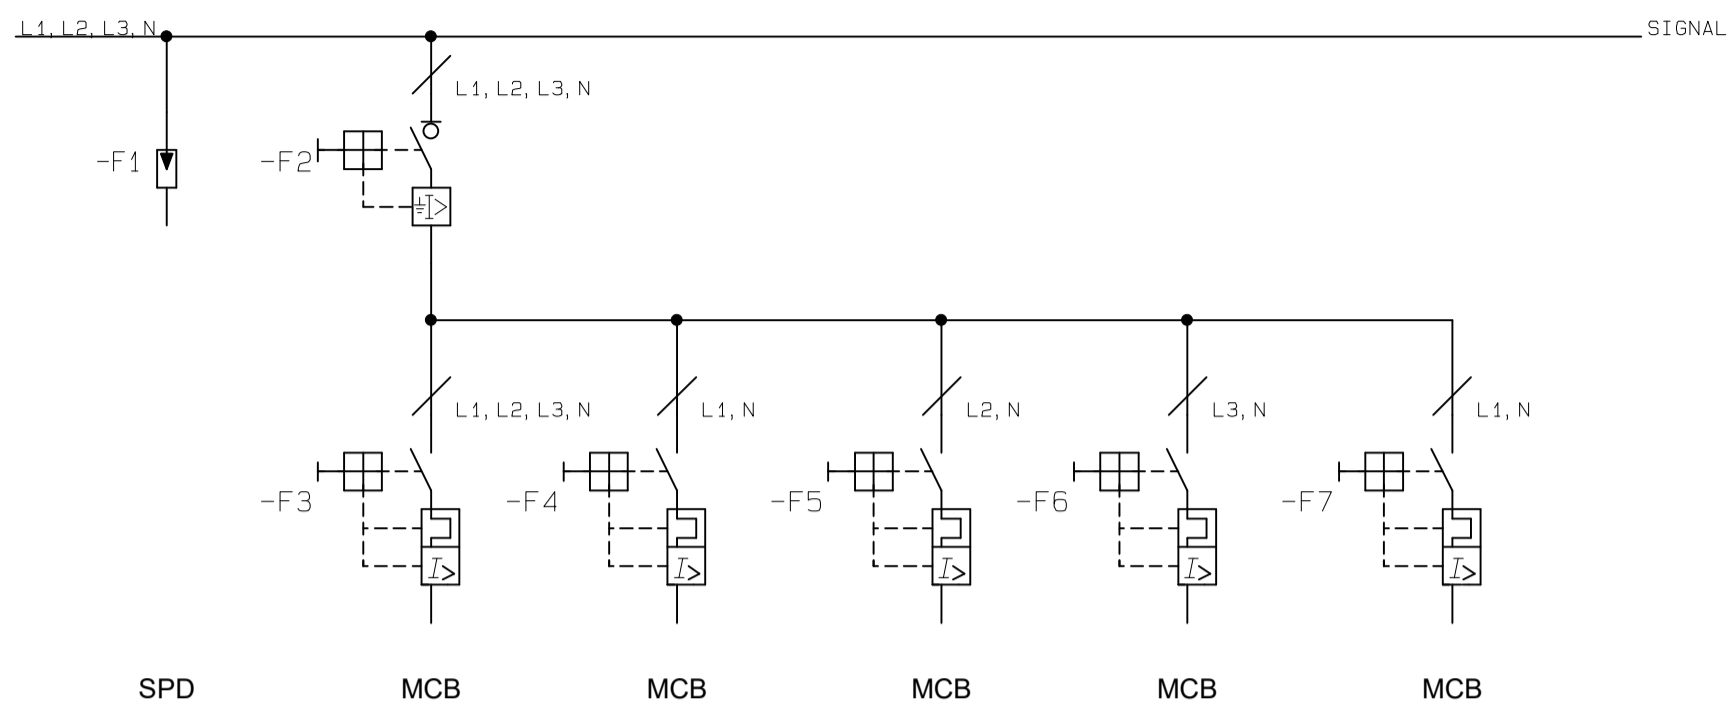 L1, L2, L3, N
SIGNAL
L1, L2, L3, N
-F1
-F2
I>
L1, L2, L3, N
L1, N
L2, N
L3, N
L1, N
-F3
-F4
-F5
-F6
-F7
I>
I>
I>
I>
I>
SPD
MCB
MCB
MCB
MCB
MCB